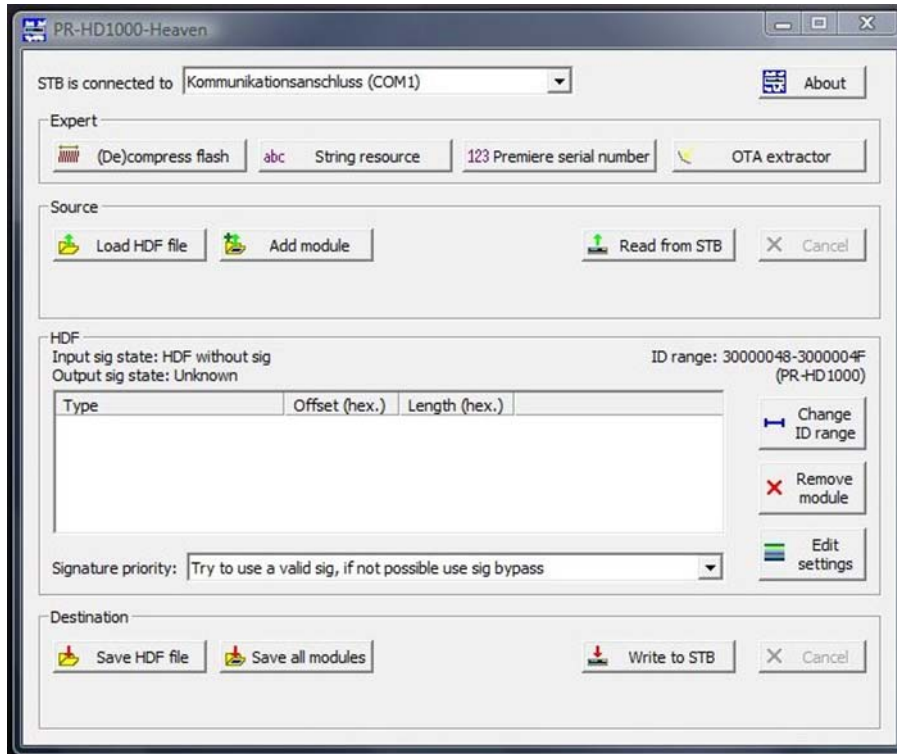 PR-HD1000-Heaven
STB is connected to Kommunikationsanschluss (COM1) About
Expert
(De)compress flash abc String resource 123 Premiere serial number OTA extractor
Source
Load HDF file Add module Read from STB Cancel
HDF
Input sig state: HDF without sig ID range: 30000048-3000004F
Output sig state: Unknown (PR-HD1000)
Type Offset (hex.) Length (hex.)
Change
ID range
Remove
module
Edit
settings
Signature priority: Try to use a valid sig, if not possible use sig bypass
Destination
Save HDF file Save all modules Write to STB Cancel